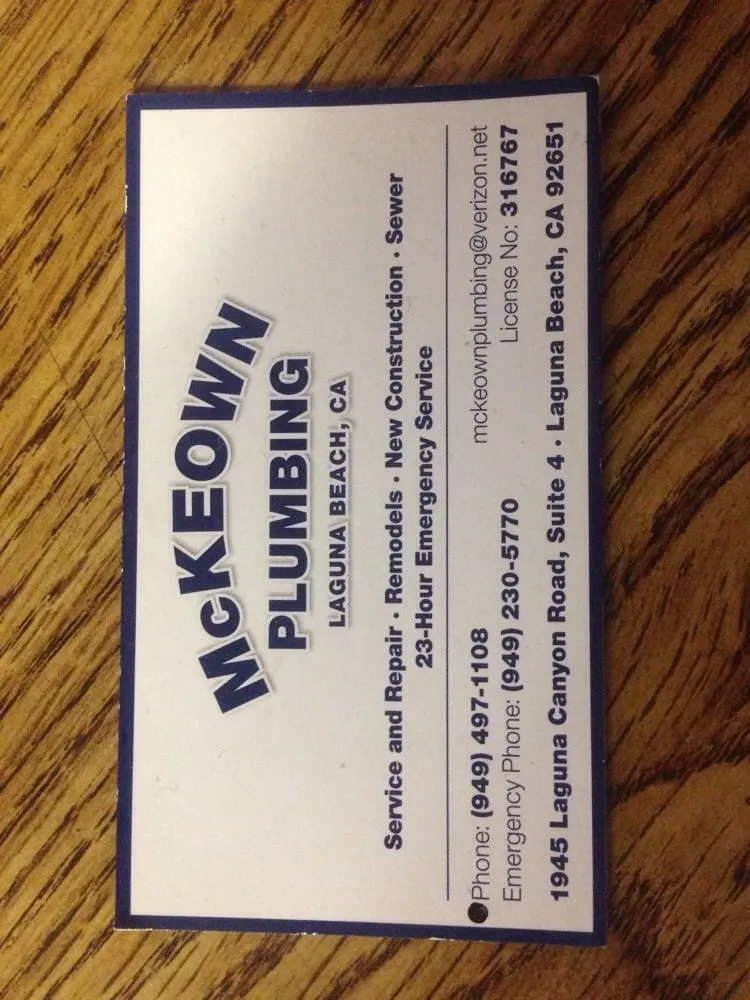 McKEOWN
PLUMBING
LAGUNA BEACH, CA
Service and Repair · Remodels · New Construction · Sewer
23-Hour Emergency Service
Phone: (949) 497-1108 mckeownplumbing@verizon.net
Emergency Phone: (949) 230-5770 License No: 316767
1945 Laguna Canyon Road, Suite 4 · Laguna Beach, CA 92651